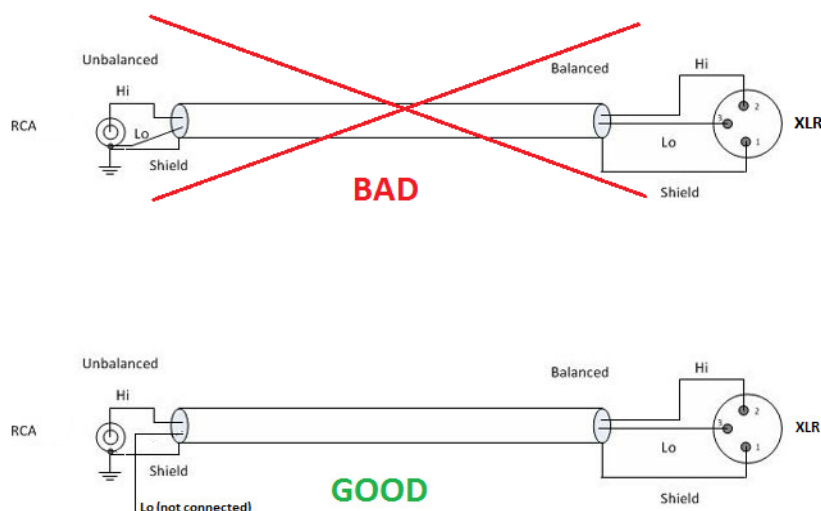 Unbalanced
Balanced
Hi
Hi
RCA
Lo
2
3
1
XLR
Lo
Shield
Shield
BAD
Unbalanced
Balanced
Hi
Hi
RCA
2
3
1
XLR
Lo
Shield
Shield
GOOD
Lo (not connected)